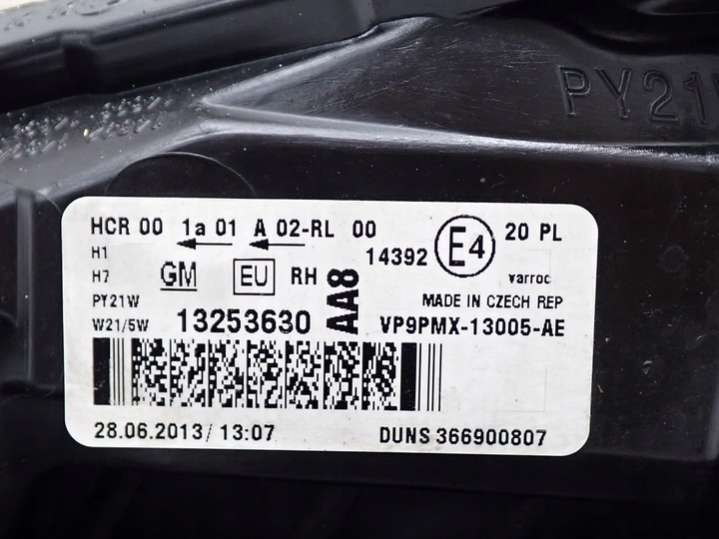 PY21
HCR 00 1a 01 A 02-RL 00
14392 E4 20 PL
H1
H7 GM EU RH AA8 varroc
PY21W MADE IN CZECH REP
W21/5W 13253630 VP9PMX-13005-AE
28.06.2013/ 13:07 DUNS 366900807